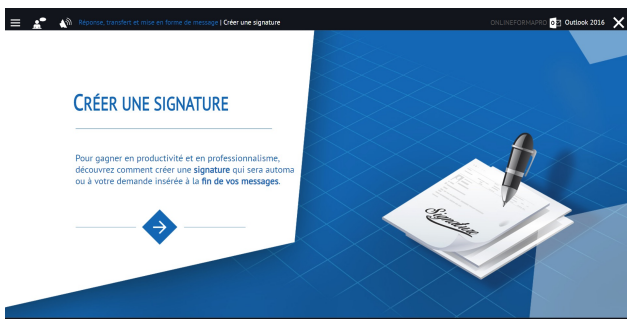 Réponse, transfert et mise en forme de message | Créer une signature
ONLINEFORMAPRO Outlook 2016
CRÉER UNE SIGNATURE
Pour gagner en productivité et en professionnalisme,
découvrez comment créer une signature qui sera automa
ou à votre demande insérée à la fin de vos messages.
Signature